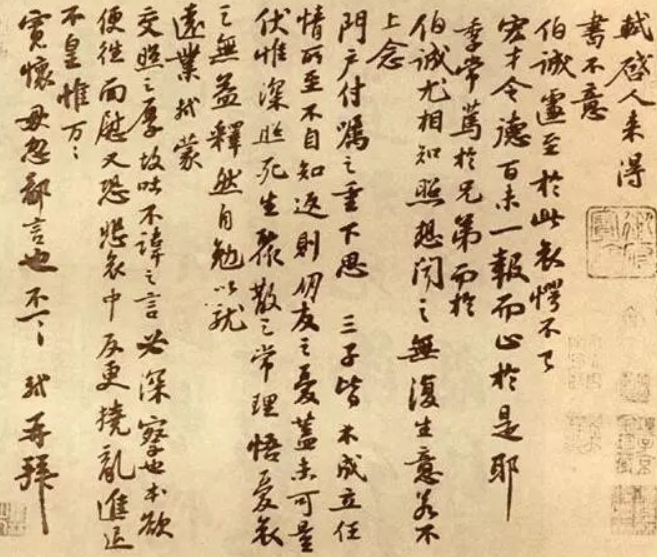 軾啓人来得
書不意
伯誠遽至於此哀愕不已
宏才令德百未一報而止於是耶
季常篤於兄弟而於
伯誠尤相知照想聞之無復生意若不
上念
門户付嘱之重下思三子皆未成立任
情所至不自知返則朋友之憂蓋未可量
伏惟深照死生聚散之常理悟憂哀
之無益釋然自勉以就
遠業軾蒙
交照之厚故吐不諱之言必深察也本欲
便往面慰又恐悲哀中反更撓亂進退
不皇惟万万
寬懷毋忽鄙言也不一一軾再拜